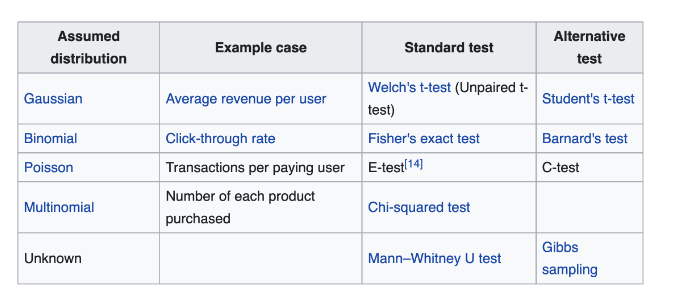 Assumed distribution
Example case
Standard test
Alternative test
Gaussian
Average revenue per user
Welch's t-test (Unpaired t-
test)
Student's t-test
Binomial
Click-through rate
Fisher's exact test
Barnard's test
Poisson
Transactions per paying user
E-test[14]
C-test
Multinomial
Number of each product
purchased
Chi-squared test
Unknown
Mann–Whitney U test
Gibbs
sampling